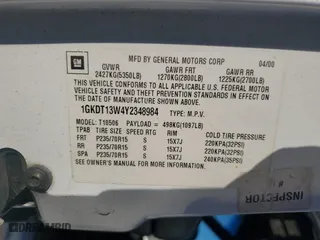 GM
MFD BY GENERAL MOTORS CORP 04/00
GVWR GAWR FRT GAWR RR
2427KG(5350LB) 1270KG(2800LB) 1225KG(2700LB)
THIS VEHICLE CONFORMS TO ALL APPLICABLE U.S. FEDERAL
MOTOR VEHICLE SAFETY AND THEFT PREVENTION STANDARDS
IN EFFECT ON THE DATE OF MANUFACTURE SHOWN ABOVE.
1GKDT13W4Y2348984 TYPE: M.P.V.
MODEL: T10506 PAYLOAD = 498KG(1097LB)
TPAB TIRE SIZE SPEED RTG RIM COLD TIRE PRESSURE
FRT P235/70R15 S 15X7J 220KPA(32PSI)
RR P235/70R15 S 15X7J 220KPA(32PSI)
SPA P235/70R15 S 15X7J 240KPA(35PSI)
SEE OWNER'S MANUAL FOR MORE INFORMATION.
INSPECTOR